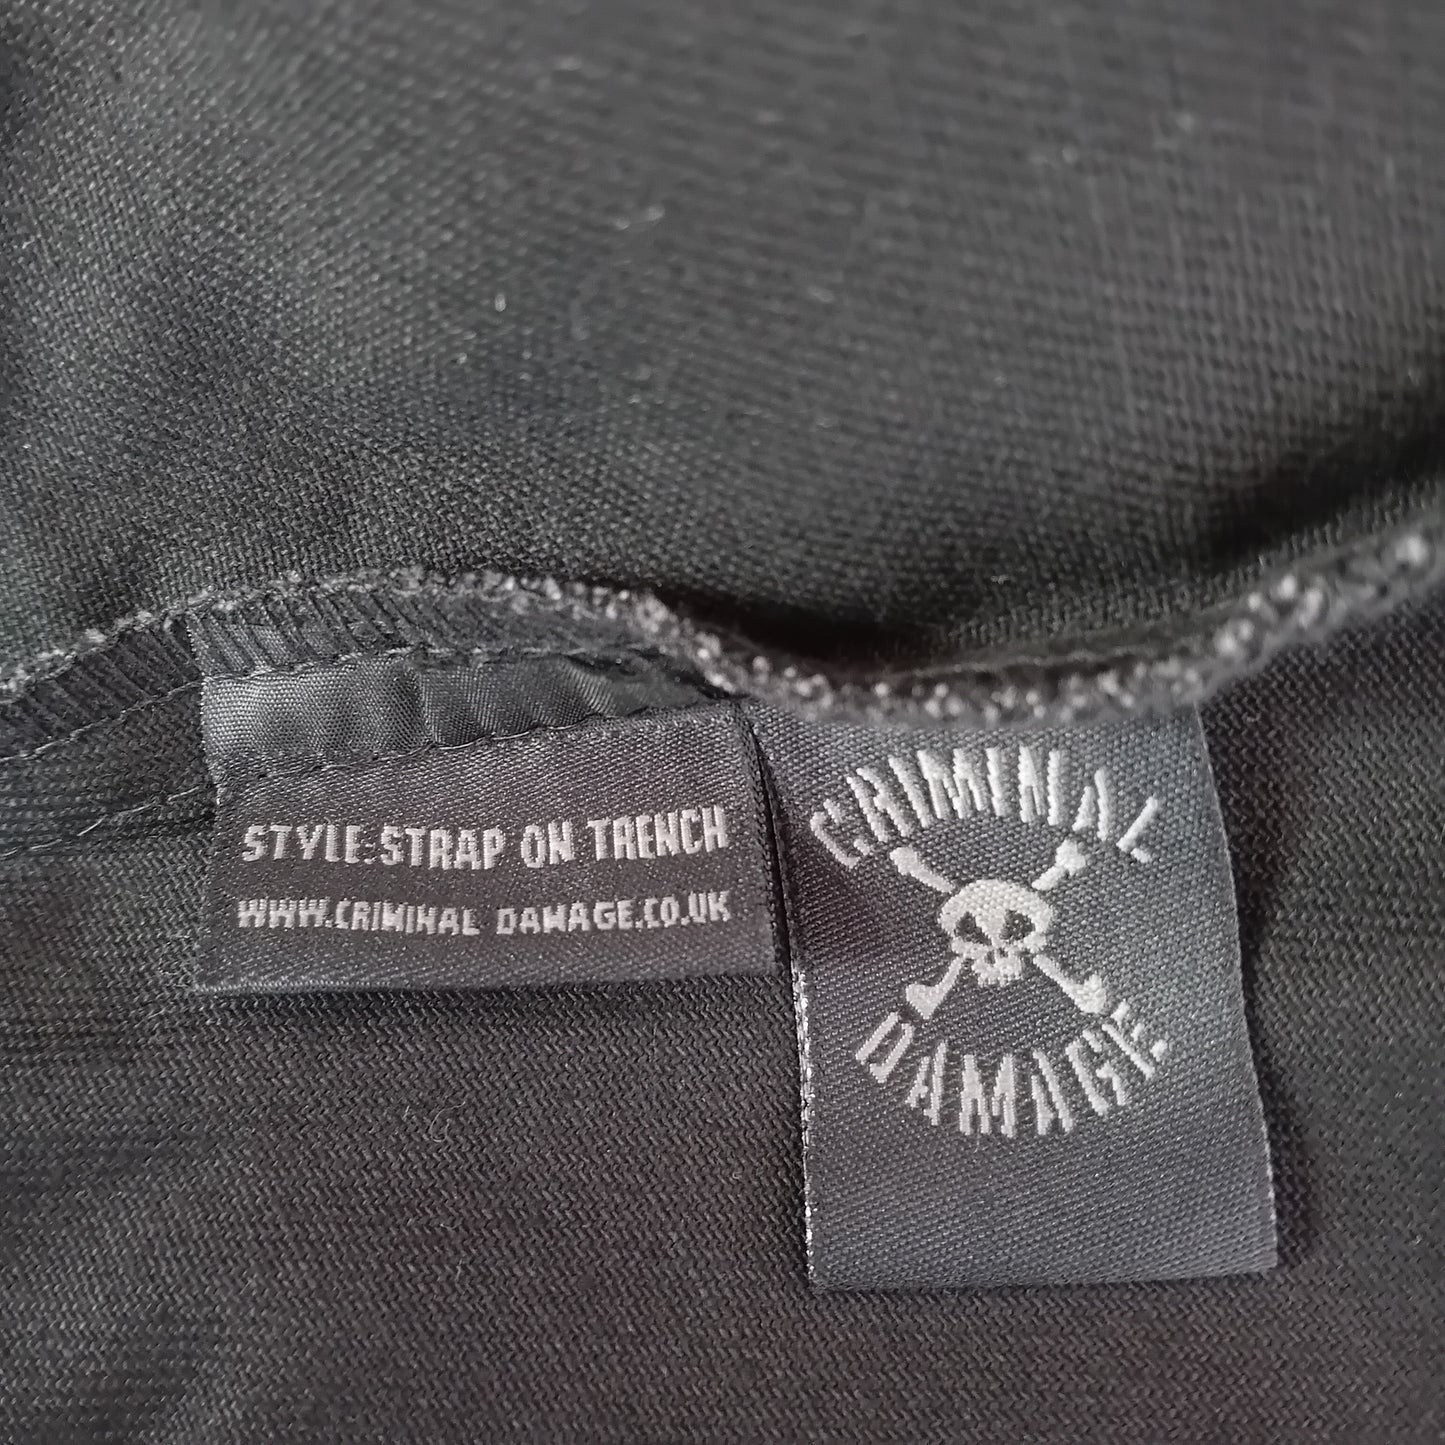 STYLE:STRAP ON TRENCH
WWW.CRIMINAL DAMAGE.CO.UK
CRIMINAL
DAMAGE